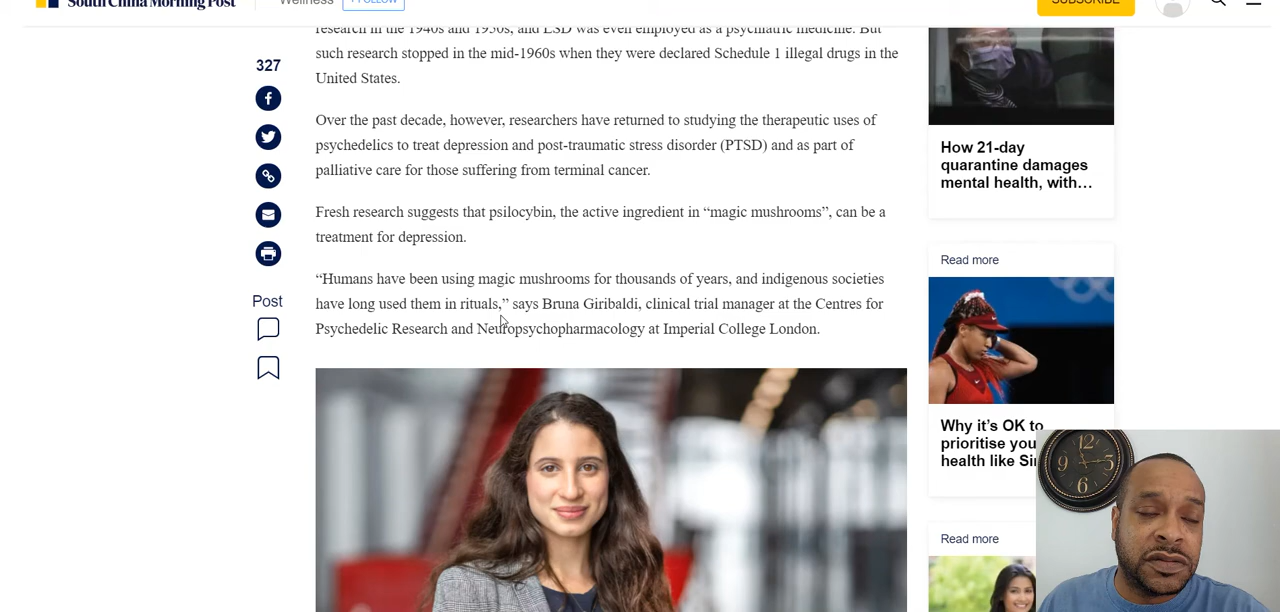 South China Morning Post
Wellness
+ FOLLOW
SUBSCRIBE
research in the 1940s and 1950s, and LSD was even employed as a psychiatric medicine. But
such research stopped in the mid-1960s when they were declared Schedule 1 illegal drugs in the
United States.
Over the past decade, however, researchers have returned to studying the therapeutic uses of
psychedelics to treat depression and post-traumatic stress disorder (PTSD) and as part of
palliative care for those suffering from terminal cancer.
Fresh research suggests that psilocybin, the active ingredient in “magic mushrooms”, can be a
treatment for depression.
“Humans have been using magic mushrooms for thousands of years, and indigenous societies
have long used them in rituals,” says Bruna Giribaldi, clinical trial manager at the Centres for
Psychedelic Research and Neuropsychopharmacology at Imperial College London.
327
Post
How 21-day
quarantine damages
mental health, with…
Read more
Why it’s OK to
prioritise you
health like Si
Read more
12
3
6
9